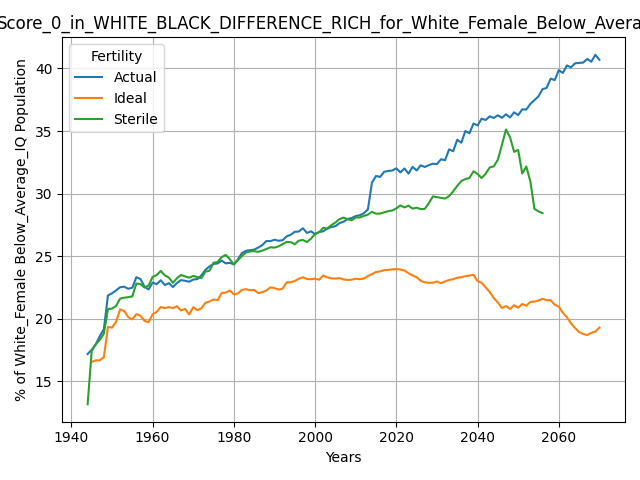 Score_0_in_WHITE_BLACK_DIFFERENCE_RICH_for_White_Female_Below_Avera
Fertility
Actual
Ideal
Sterile
% of White_Female Below_Average_IQ Population
40
35
30
25
20
15
1940 1960 1980 2000 2020 2040 2060
Years